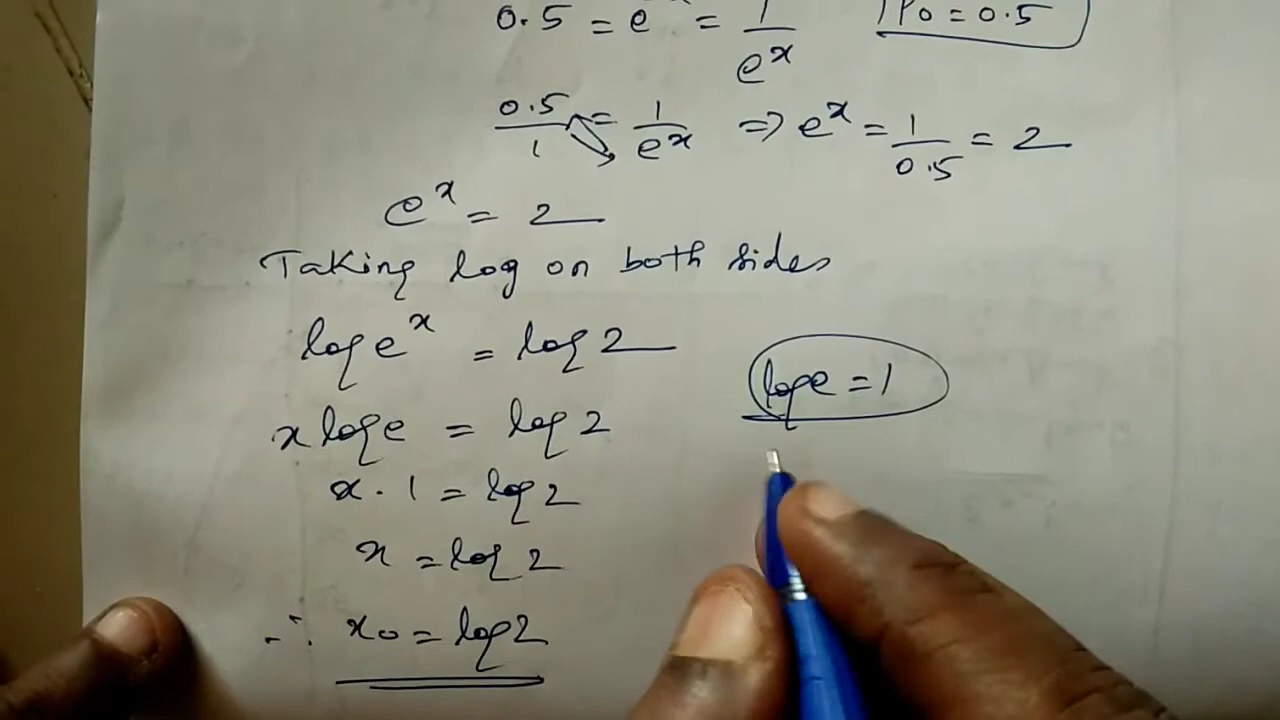 0.5 = e = 1/e^x
P0 = 0.5
0.5/1 = 1/e^x => e^x = 1/0.5 = 2
e^x = 2
Taking log on both sides
log e^x = log 2
log e = 1
x log e = log 2
x . 1 = log 2
x = log 2
∴ x0 = log 2